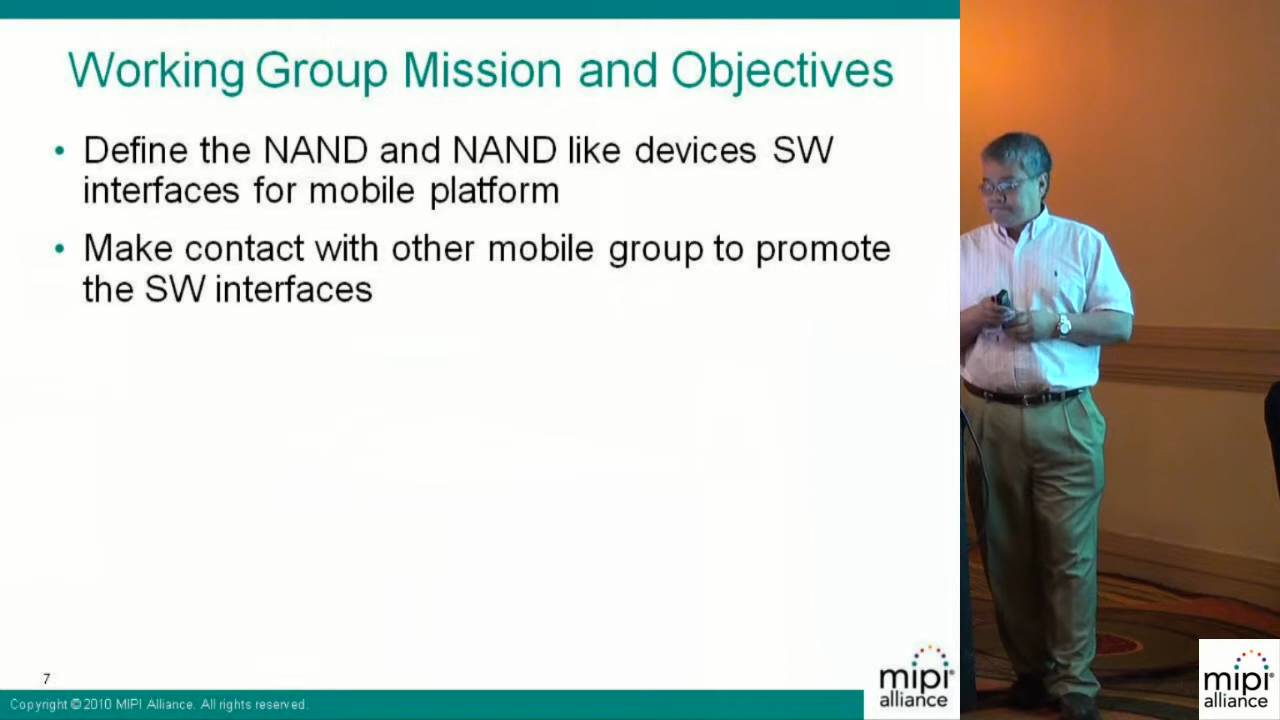 Working Group Mission and Objectives
• Define the NAND and NAND like devices SW
interfaces for mobile platform
• Make contact with other mobile group to promote
the SW interfaces
7
Copyright © 2010 MIPI Alliance. All rights reserved.
mipi®
alliance
mipi®
alliance